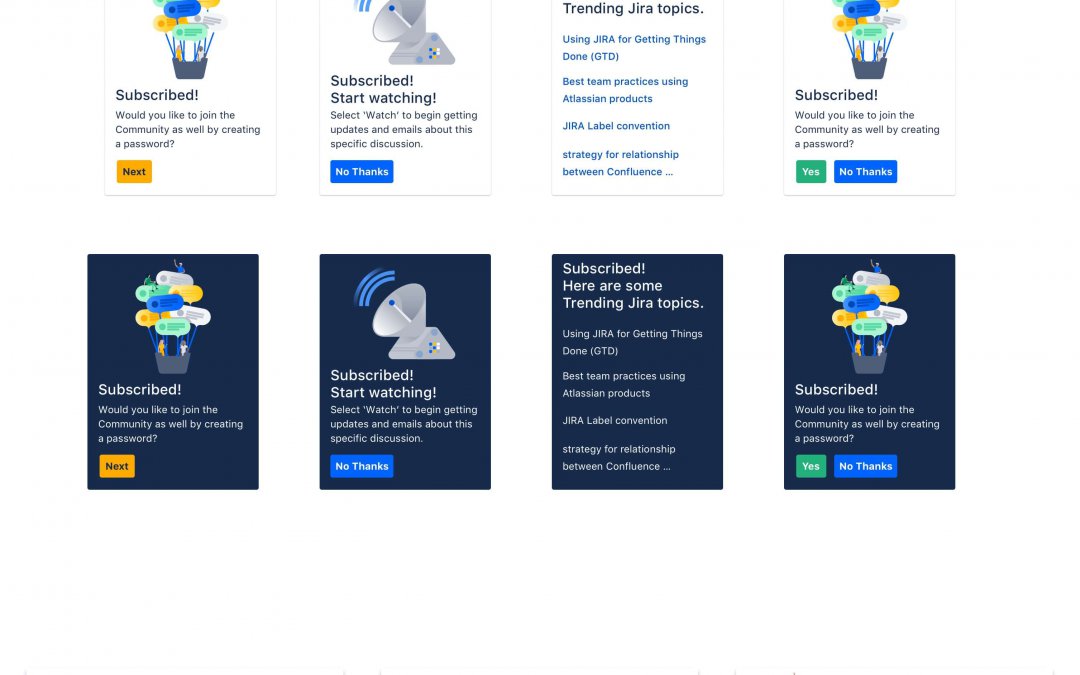 Subscribed!
Would you like to join the
Community as well by creating
a password?
Next
Subscribed!
Start watching!
Select ‘Watch’ to begin getting
updates and emails about this
specific discussion.
No Thanks
Trending Jira topics.
Using JIRA for Getting Things
Done (GTD)
Best team practices using
Atlassian products
JIRA Label convention
strategy for relationship
between Confluence ...
Subscribed!
Would you like to join the
Community as well by creating
a password?
Yes
No Thanks
Subscribed!
Would you like to join the
Community as well by creating
a password?
Next
Subscribed!
Start watching!
Select ‘Watch’ to begin getting
updates and emails about this
specific discussion.
No Thanks
Subscribed!
Here are some
Trending Jira topics.
Using JIRA for Getting Things
Done (GTD)
Best team practices using
Atlassian products
JIRA Label convention
strategy for relationship
between Confluence ...
Subscribed!
Would you like to join the
Community as well by creating
a password?
Yes
No Thanks